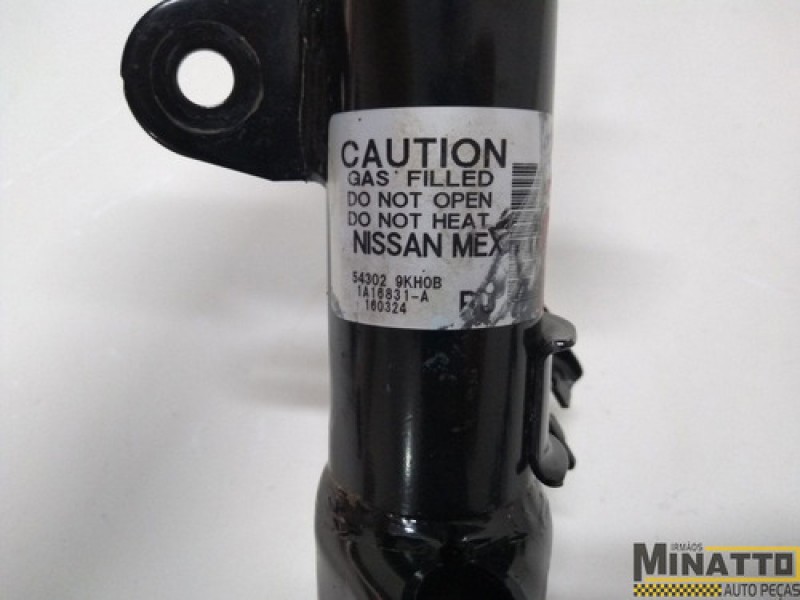 CAUTION
GAS FILLED
DO NOT OPEN
DO NOT HEAT
NISSAN MEX
54302 9KH0B
1A16831-A
160324
IRMÃOS
MINATTO
AUTO PEÇAS